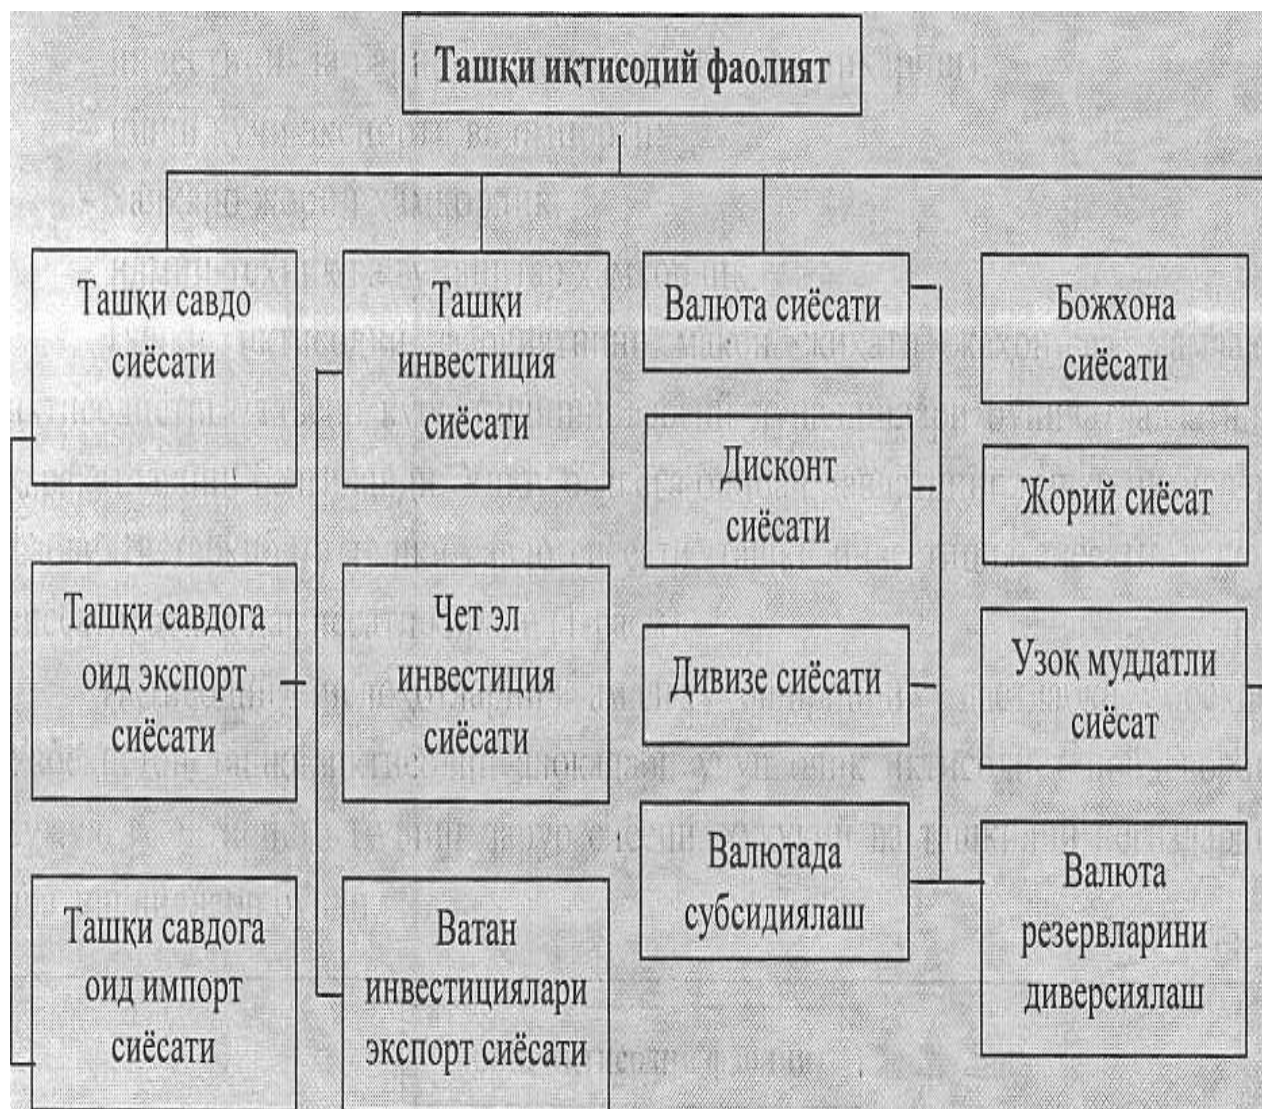 Ташқи иқтисодий фаолият
Ташқи савдо
сиёсати
Ташқи
инвестиция
сиёсати
Валюта сиёсати
Божхона
сиёсати
Дисконт
сиёсати
Жорий сиёсат
Ташқи савдога
оид экспорт
сиёсати
Чет эл
инвестиция
сиёсати
Дивизе сиёсати
Узоқ муддатли
сиёсат
Валютада
субсидиялаш
Валюта
резервларини
диверсиялаш
Ташқи савдога
оид импорт
сиёсати
Ватан
инвестициялари
экспорт сиёсати